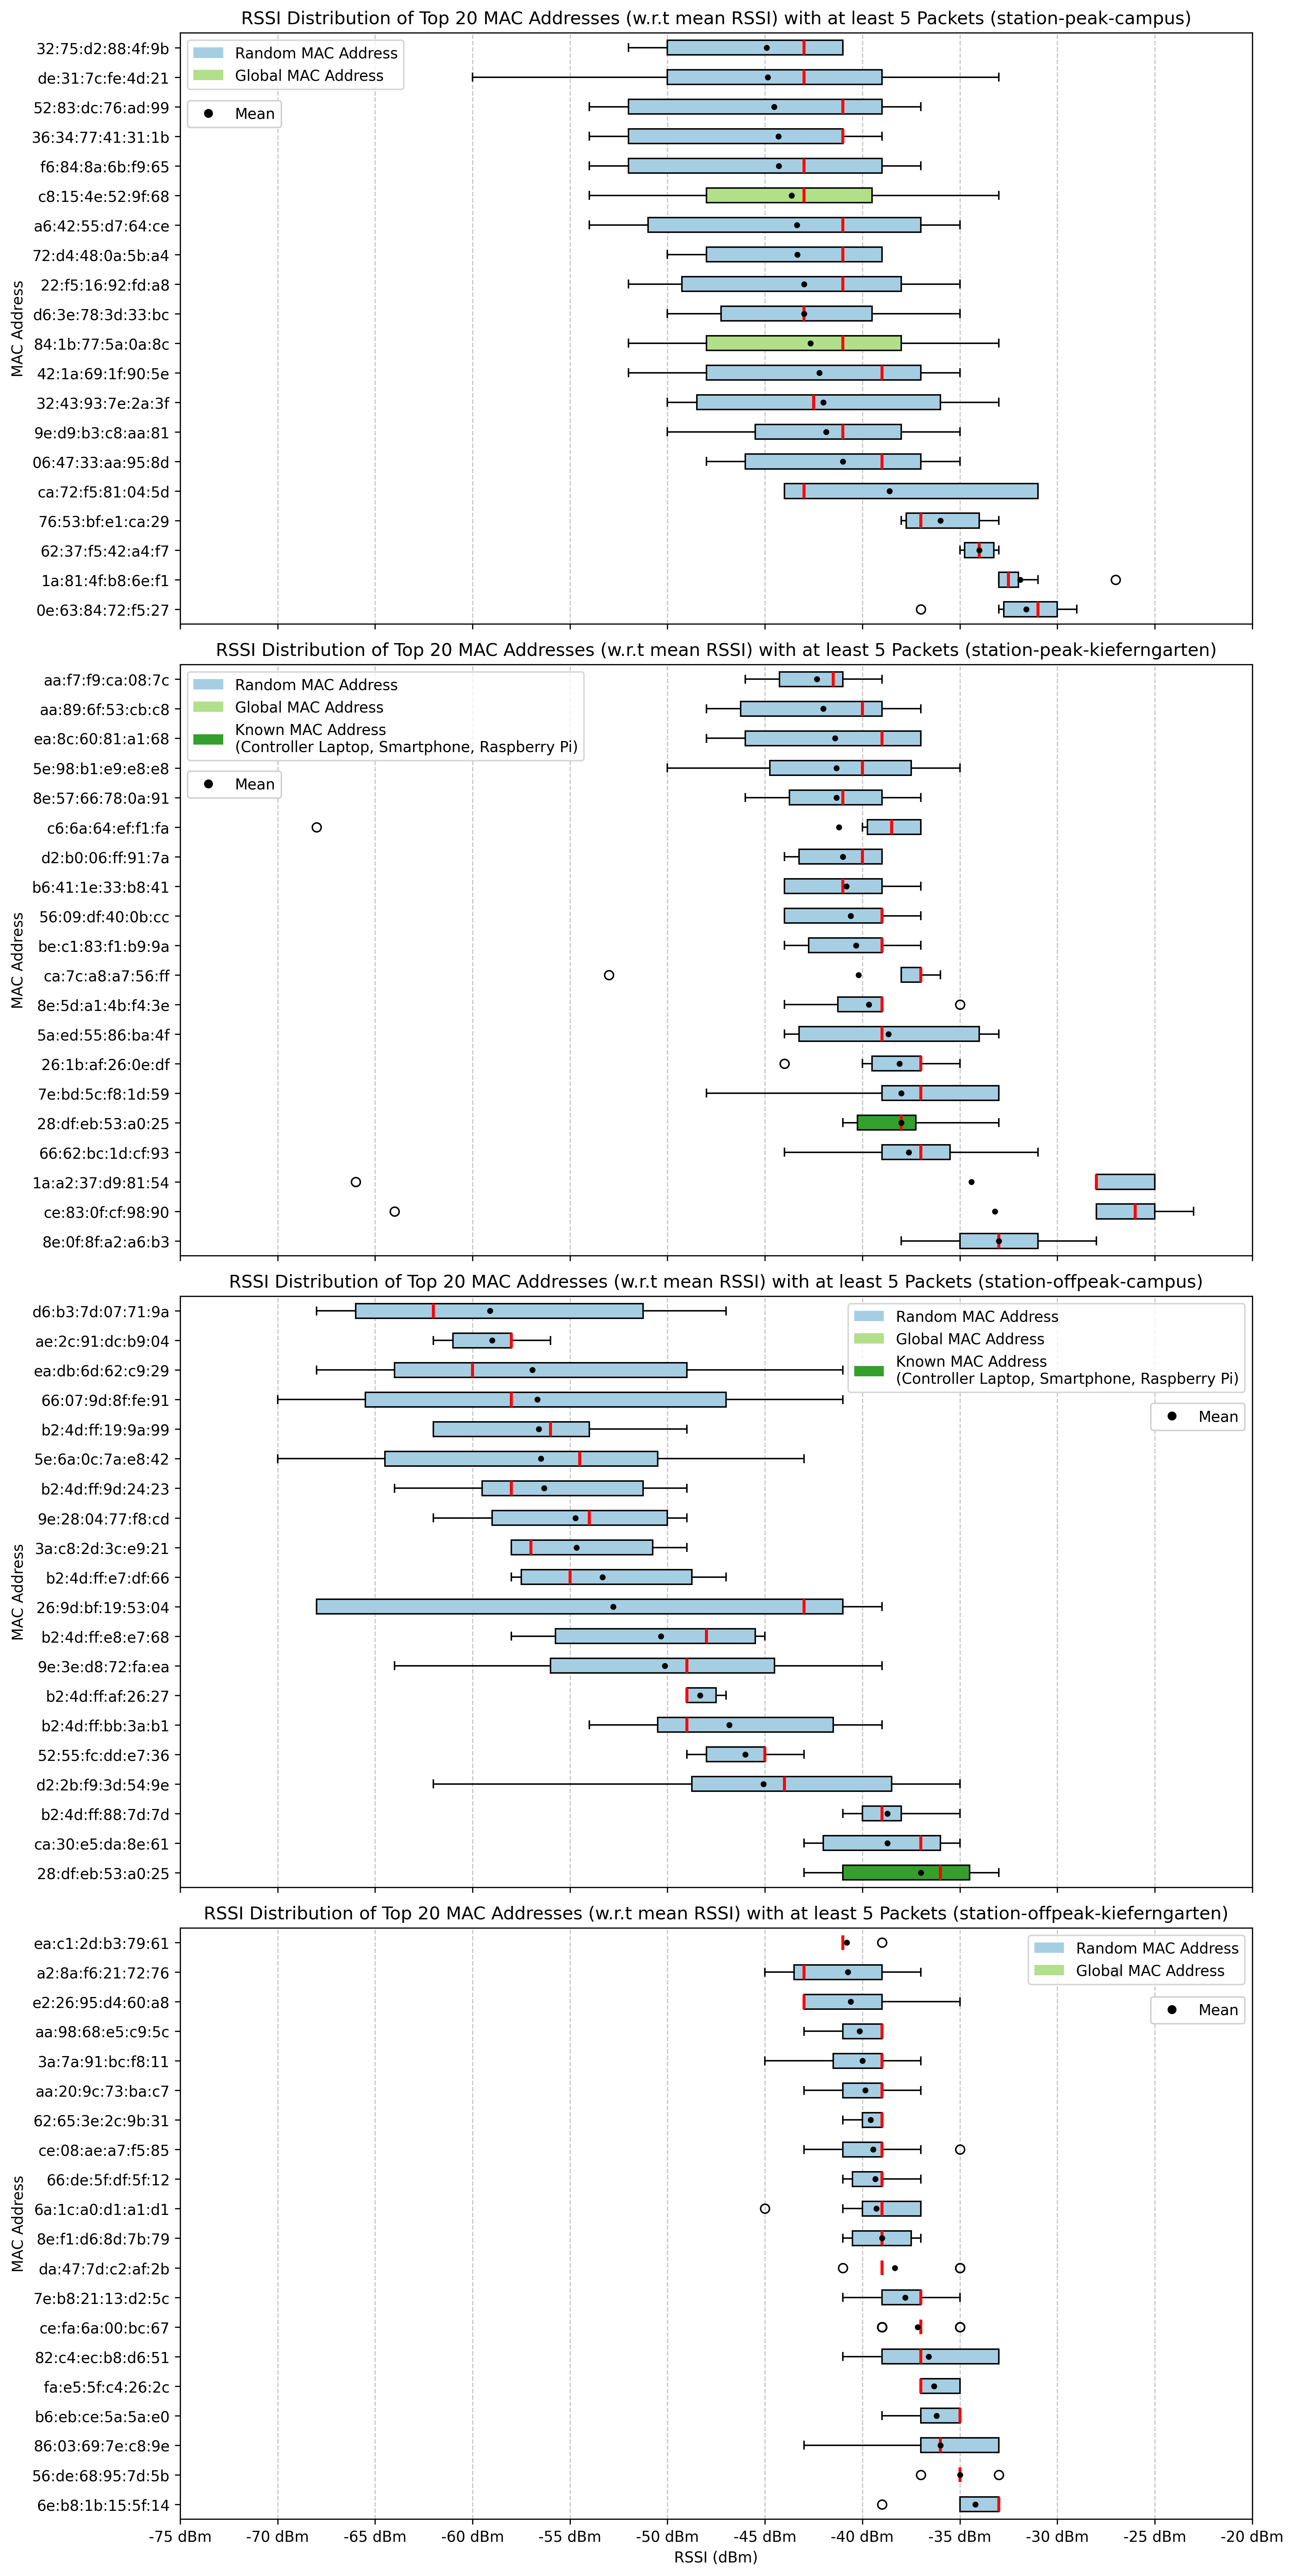 RSSI Distribution of Top 20 MAC Addresses (w.r.t mean RSSI) with at least 5 Packets (station-peak-campus)
Random MAC Address
Global MAC Address
Mean
MAC Address
32:75:d2:88:4f:9b
de:31:7c:fe:4d:21
52:83:dc:76:ad:99
36:34:77:41:31:1b
f6:84:8a:6b:f9:65
c8:15:4e:52:9f:68
a6:42:55:d7:64:ce
72:d4:48:0a:5b:a4
22:f5:16:92:fd:a8
d6:3e:78:3d:33:bc
84:1b:77:5a:0a:8c
42:1a:69:1f:90:5e
32:43:93:7e:2a:3f
9e:d9:b3:c8:aa:81
06:47:33:aa:95:8d
ca:72:f5:81:04:5d
76:53:bf:e1:ca:29
62:37:f5:42:a4:f7
1a:81:4f:b8:6e:f1
0e:63:84:72:f5:27
RSSI Distribution of Top 20 MAC Addresses (w.r.t mean RSSI) with at least 5 Packets (station-peak-kieferngarten)
Random MAC Address
Global MAC Address
Known MAC Address
(Controller Laptop, Smartphone, Raspberry Pi)
Mean
MAC Address
aa:f7:f9:ca:08:7c
aa:89:6f:53:cb:c8
ea:8c:60:81:a1:68
5e:98:b1:e9:e8:e8
8e:57:66:78:0a:91
c6:6a:64:ef:f1:fa
d2:b0:06:ff:91:7a
b6:41:1e:33:b8:41
56:09:df:40:0b:cc
be:c1:83:f1:b9:9a
ca:7c:a8:a7:56:ff
8e:5d:a1:4b:f4:3e
5a:ed:55:86:ba:4f
26:1b:af:26:0e:df
7e:bd:5c:f8:1d:59
28:df:eb:53:a0:25
66:62:bc:1d:cf:93
1a:a2:37:d9:81:54
ce:83:0f:cf:98:90
8e:0f:8f:a2:a6:b3
RSSI Distribution of Top 20 MAC Addresses (w.r.t mean RSSI) with at least 5 Packets (station-offpeak-campus)
Random MAC Address
Global MAC Address
Known MAC Address
(Controller Laptop, Smartphone, Raspberry Pi)
Mean
MAC Address
d6:b3:7d:07:71:9a
ae:2c:91:dc:b9:04
ea:db:6d:62:c9:29
66:07:9d:8f:fe:91
b2:4d:ff:19:9a:99
5e:6a:0c:7a:e8:42
b2:4d:ff:9d:24:23
9e:28:04:77:f8:cd
3a:c8:2d:3c:e9:21
b2:4d:ff:e7:df:66
26:9d:bf:19:53:04
b2:4d:ff:e8:e7:68
9e:3e:d8:72:fa:ea
b2:4d:ff:af:26:27
b2:4d:ff:bb:3a:b1
52:55:fc:dd:e7:36
d2:2b:f9:3d:54:9e
b2:4d:ff:88:7d:7d
ca:30:e5:da:8e:61
28:df:eb:53:a0:25
RSSI Distribution of Top 20 MAC Addresses (w.r.t mean RSSI) with at least 5 Packets (station-offpeak-kieferngarten)
Random MAC Address
Global MAC Address
Mean
MAC Address
ea:c1:2d:b3:79:61
a2:8a:f6:21:72:76
e2:26:95:d4:60:a8
aa:98:68:e5:c9:5c
3a:7a:91:bc:f8:11
aa:20:9c:73:ba:c7
62:65:3e:2c:9b:31
ce:08:ae:a7:f5:85
66:de:5f:df:5f:12
6a:1c:a0:d1:a1:d1
8e:f1:d6:8d:7b:79
da:47:7d:c2:af:2b
7e:b8:21:13:d2:5c
ce:fa:6a:00:bc:67
82:c4:ec:b8:d6:51
fa:e5:5f:c4:26:2c
b6:eb:ce:5a:5a:e0
86:03:69:7e:c8:9e
56:de:68:95:7d:5b
6e:b8:1b:15:5f:14
-75 dBm -70 dBm -65 dBm -60 dBm -55 dBm -50 dBm -45 dBm -40 dBm -35 dBm -30 dBm -25 dBm -20 dBm
RSSI (dBm)